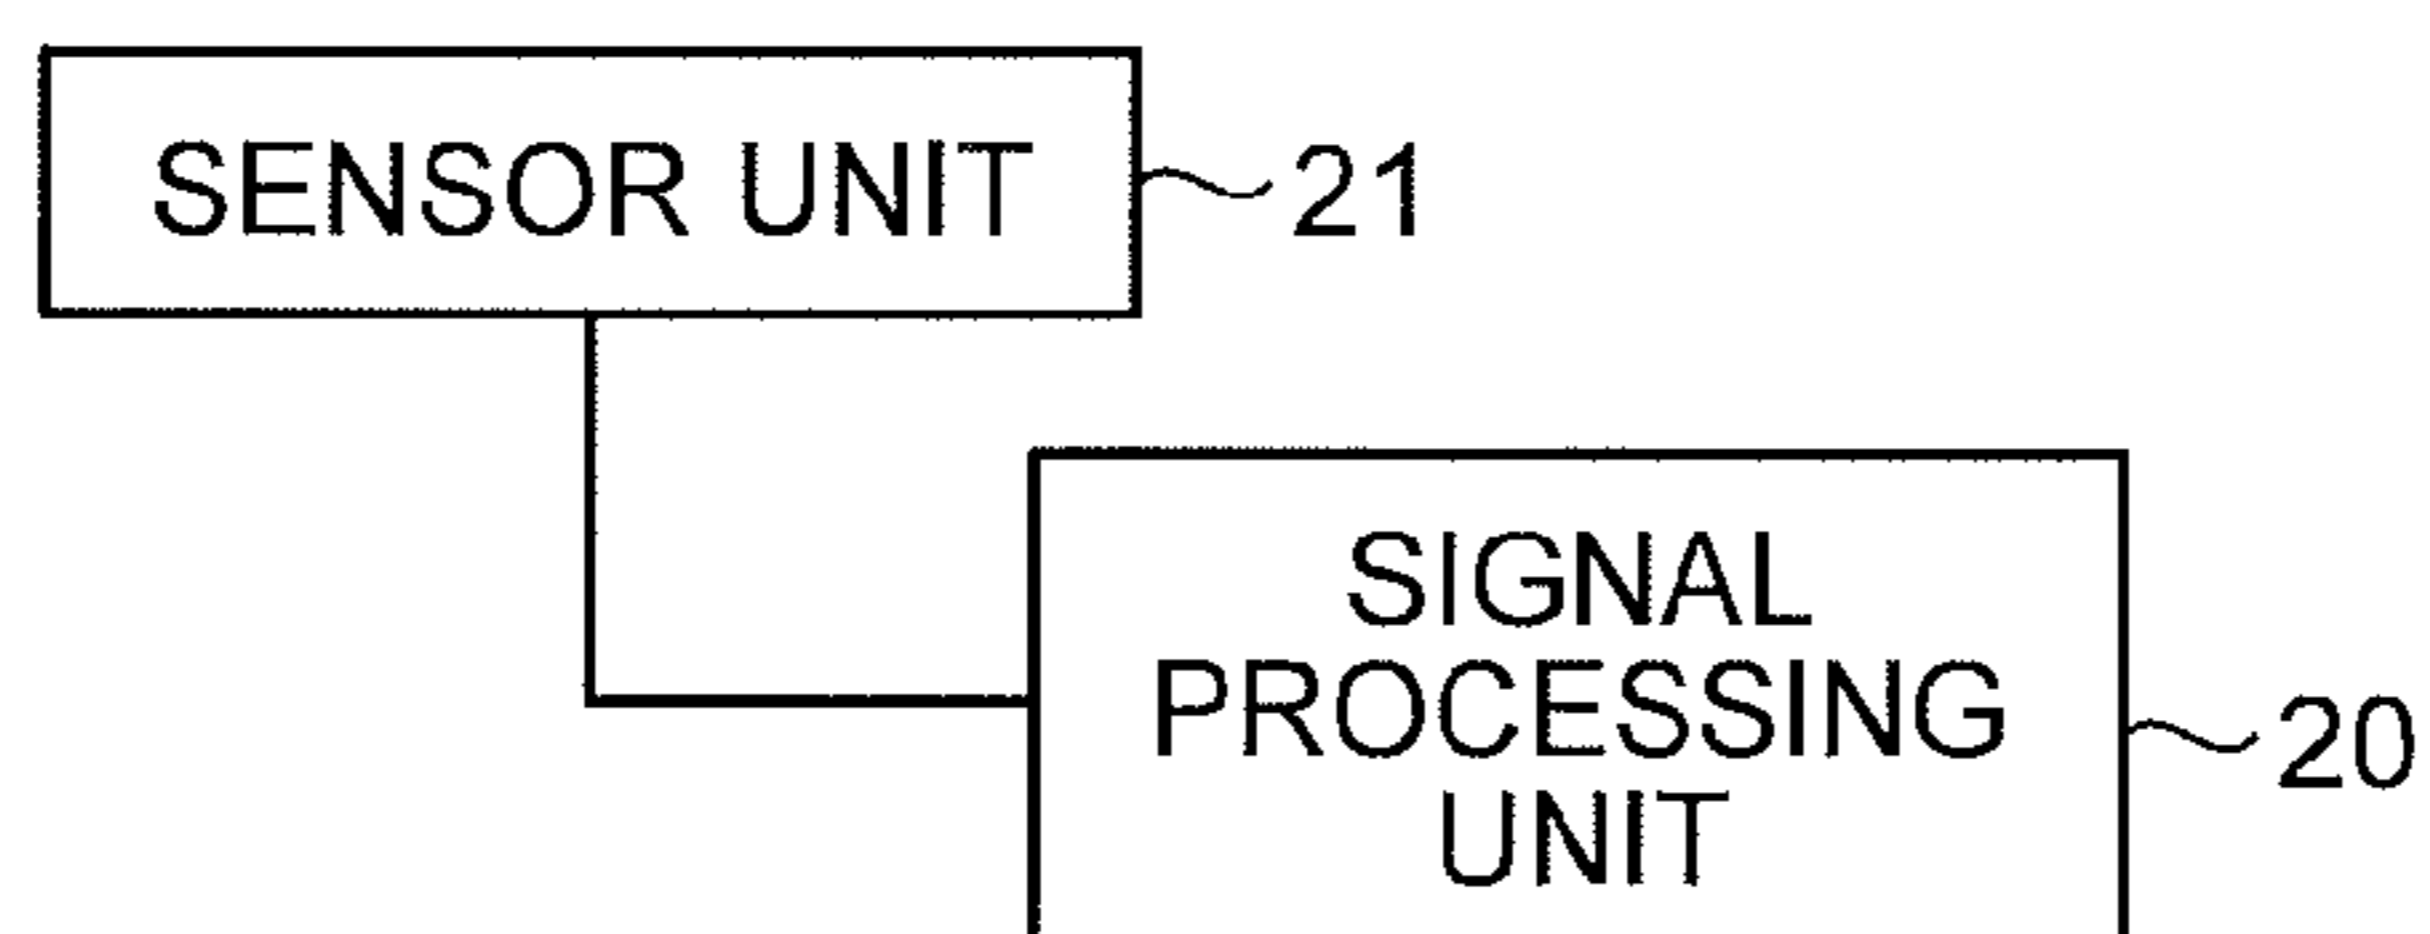 SENSOR UNIT
21
SIGNAL
PROCESSING
UNIT
20